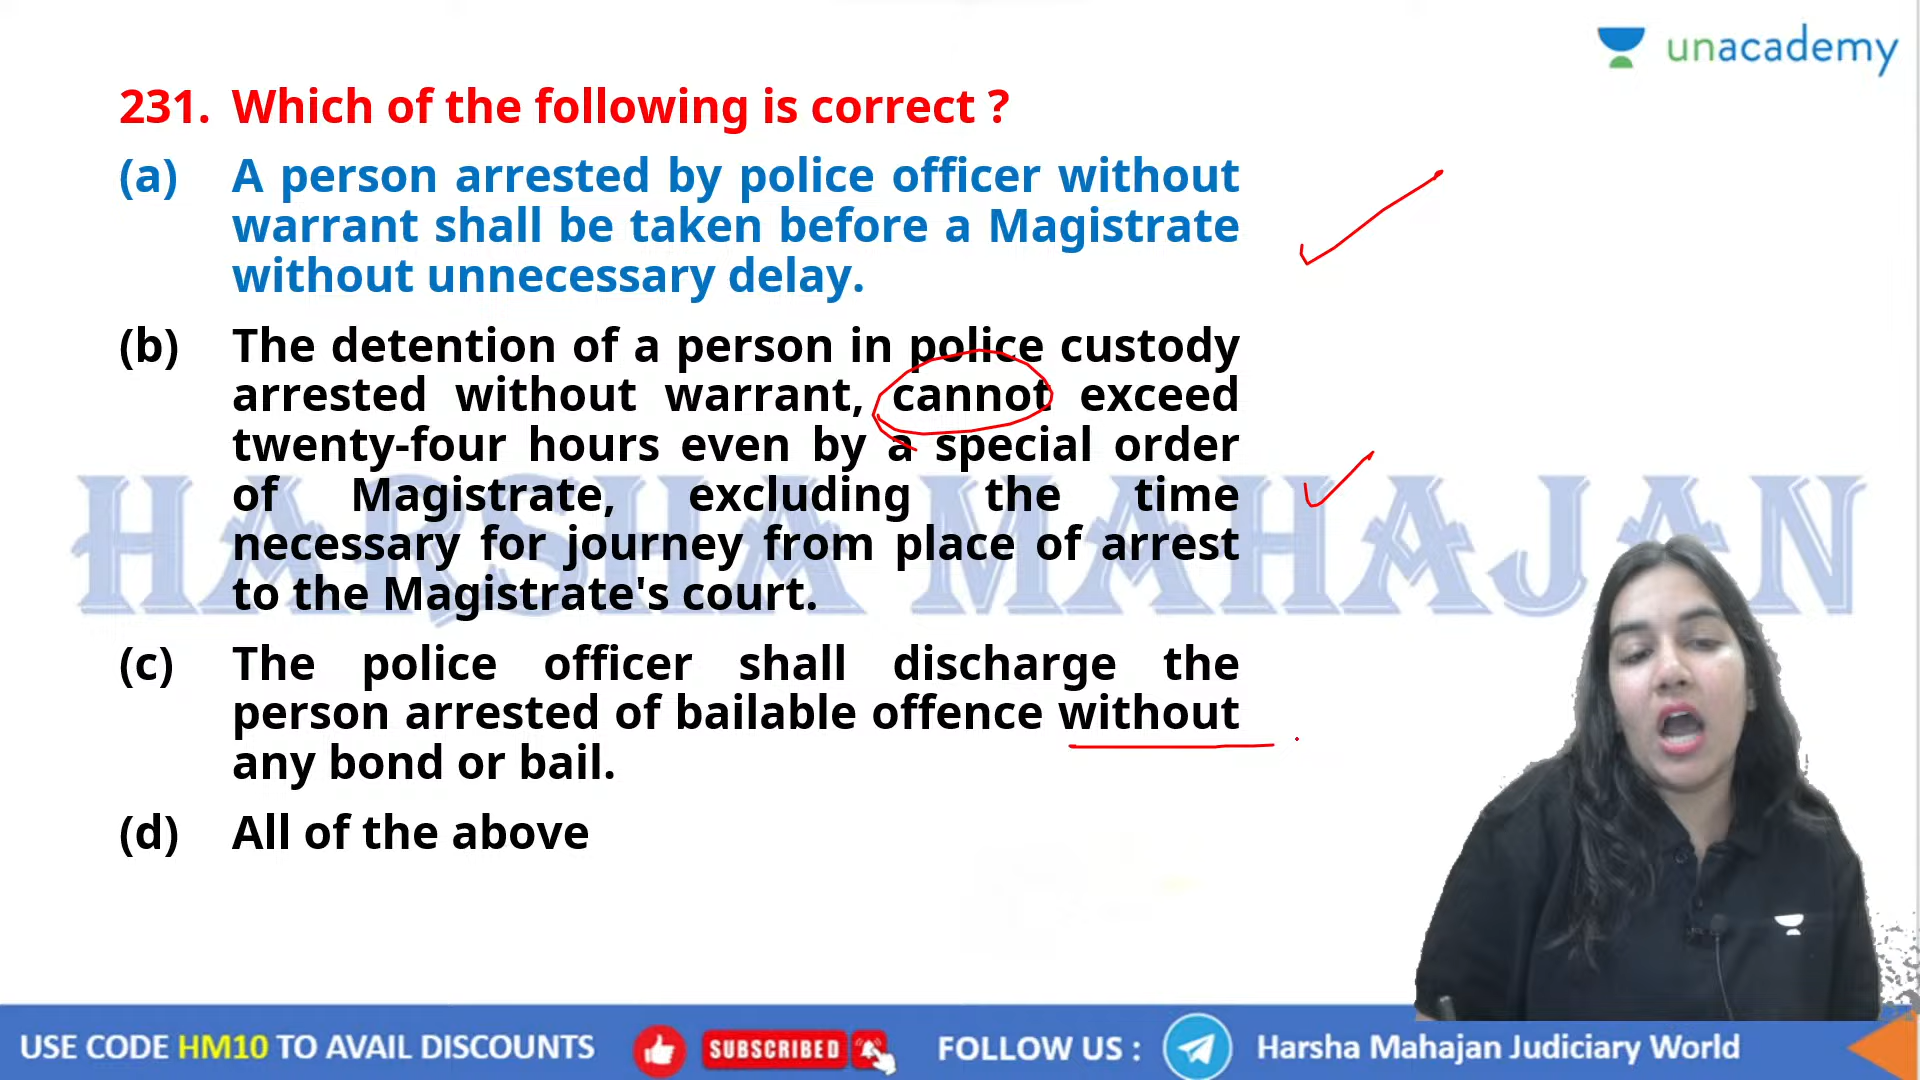 unacademy
231. Which of the following is correct ?
(a) A person arrested by police officer without
warrant shall be taken before a Magistrate
without unnecessary delay.
(b) The detention of a person in police custody
arrested without warrant, cannot exceed
twenty-four hours even by a special order
of Magistrate, excluding the time
necessary for journey from place of arrest
to the Magistrate's court.
(c) The police officer shall discharge the
person arrested of bailable offence without
any bond or bail.
(d) All of the above
HARSHA MAHAJAN
USE CODE HM10 TO AVAIL DISCOUNTS
SUBSCRIBED
FOLLOW US :
Harsha Mahajan Judiciary World